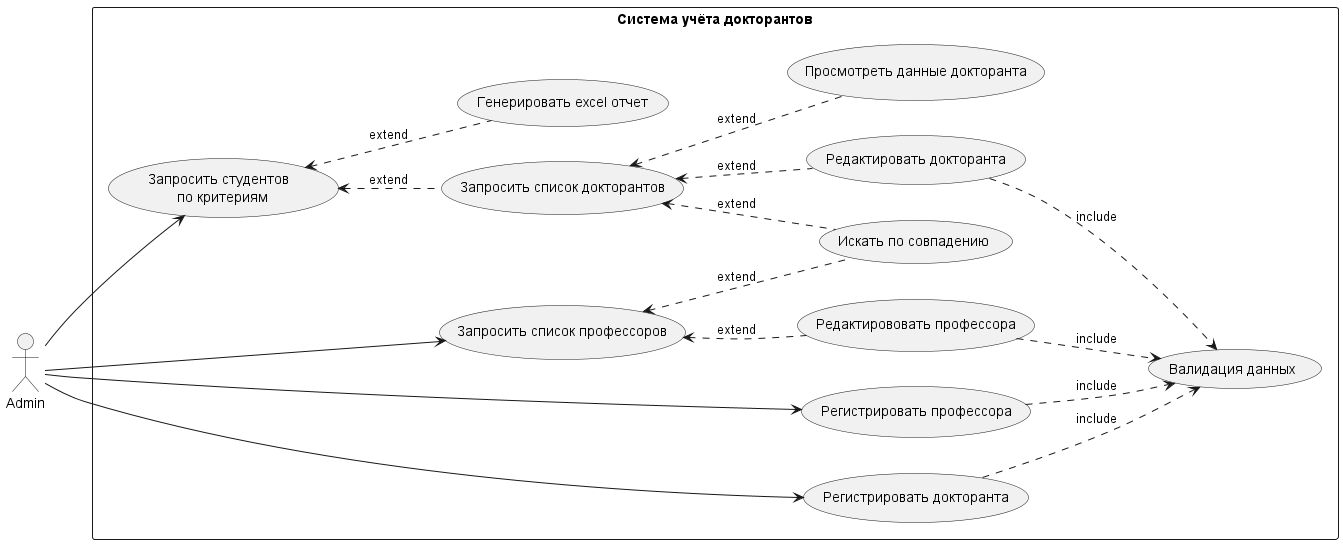 Система учёта докторантов
Просмотреть данные докторанта
Генерировать excel отчет
extend
extend
Редактировать докторанта
extend
Запросить студентов
по критериям
extend
Запросить список докторантов
extend
include
Искать по совпадению
extend
Запросить список профессоров
extend
Редактирововать профессора
include
Валидация данных
Admin
include
Регистрировать профессора
include
Регистрировать докторанта